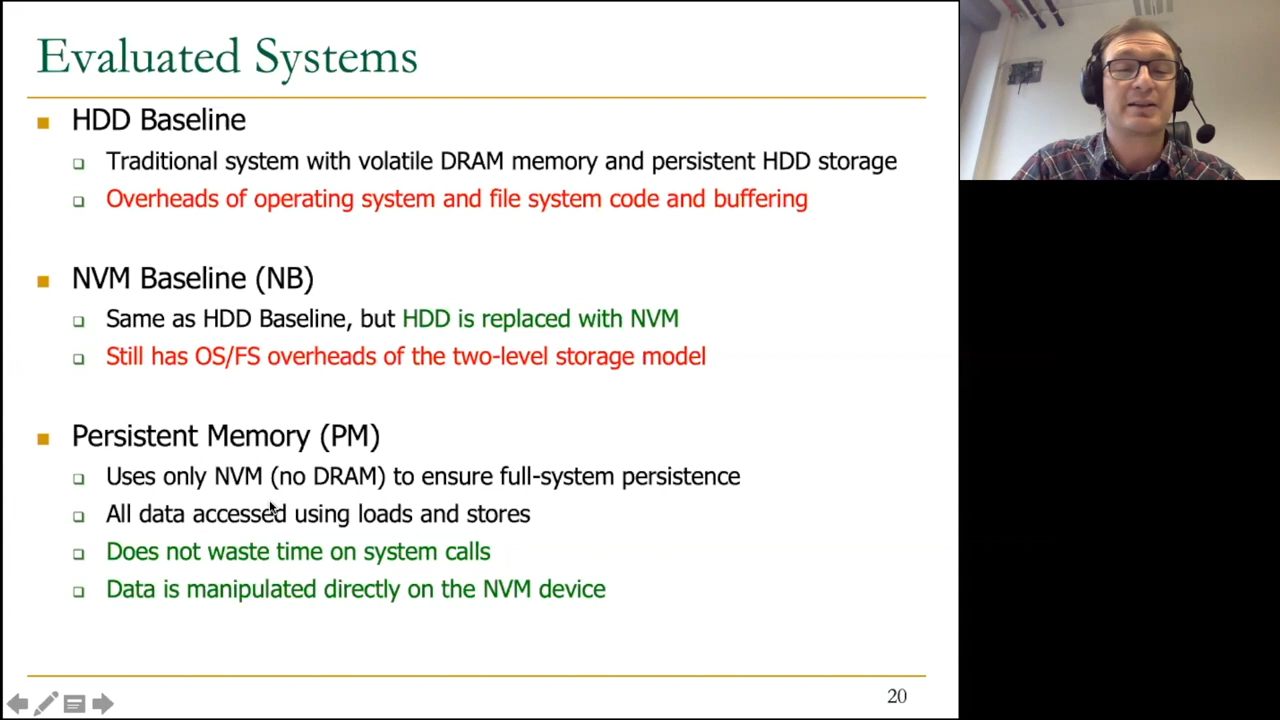 Evaluated Systems
HDD Baseline
Traditional system with volatile DRAM memory and persistent HDD storage
Overheads of operating system and file system code and buffering
NVM Baseline (NB)
Same as HDD Baseline, but HDD is replaced with NVM
Still has OS/FS overheads of the two-level storage model
Persistent Memory (PM)
Uses only NVM (no DRAM) to ensure full-system persistence
All data accessed using loads and stores
Does not waste time on system calls
Data is manipulated directly on the NVM device
20